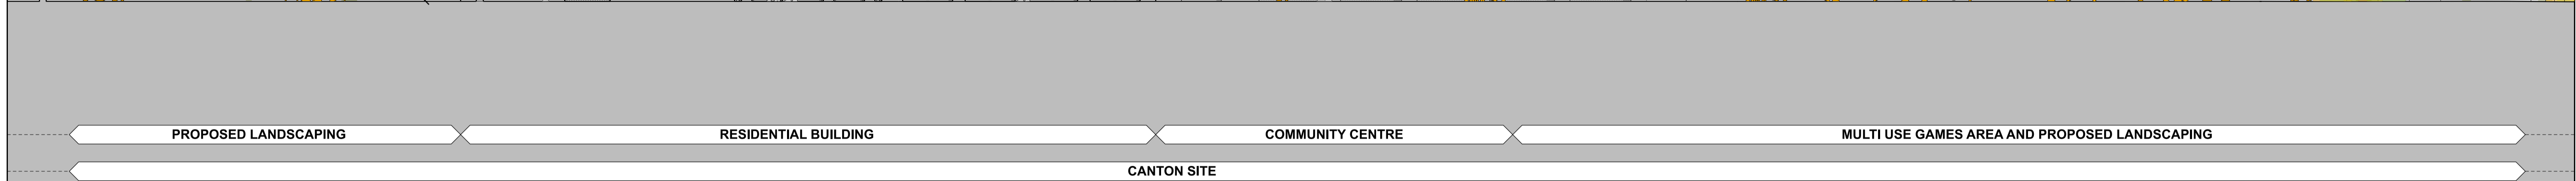 PROPOSED LANDSCAPING
RESIDENTIAL BUILDING
COMMUNITY CENTRE
MULTI USE GAMES AREA AND PROPOSED LANDSCAPING
CANTON SITE